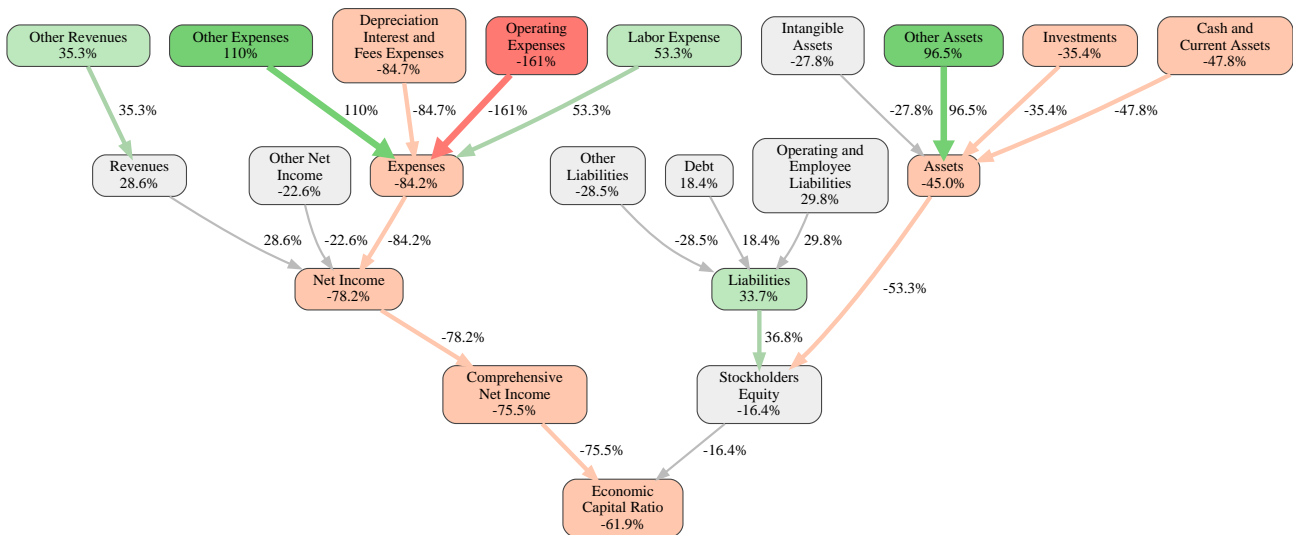 Other Revenues
35.3%
Other Expenses
110%
Depreciation
Interest and
Fees Expenses
-84.7%
Operating
Expenses
-161%
Labor Expense
53.3%
Intangible
Assets
-27.8%
Other Assets
96.5%
Investments
-35.4%
Cash and
Current Assets
-47.8%
35.3%
110%
-84.7%
-161%
53.3%
-27.8%
96.5%
-35.4%
-47.8%
Revenues
28.6%
Other Net
Income
-22.6%
Expenses
-84.2%
Other
Liabilities
-28.5%
Debt
18.4%
Operating and
Employee
Liabilities
29.8%
Assets
-45.0%
28.6%
-22.6%
-84.2%
-28.5%
18.4%
29.8%
Net Income
-78.2%
Liabilities
33.7%
-53.3%
-78.2%
36.8%
Comprehensive
Net Income
-75.5%
Stockholders
Equity
-16.4%
-75.5%
-16.4%
Economic
Capital Ratio
-61.9%